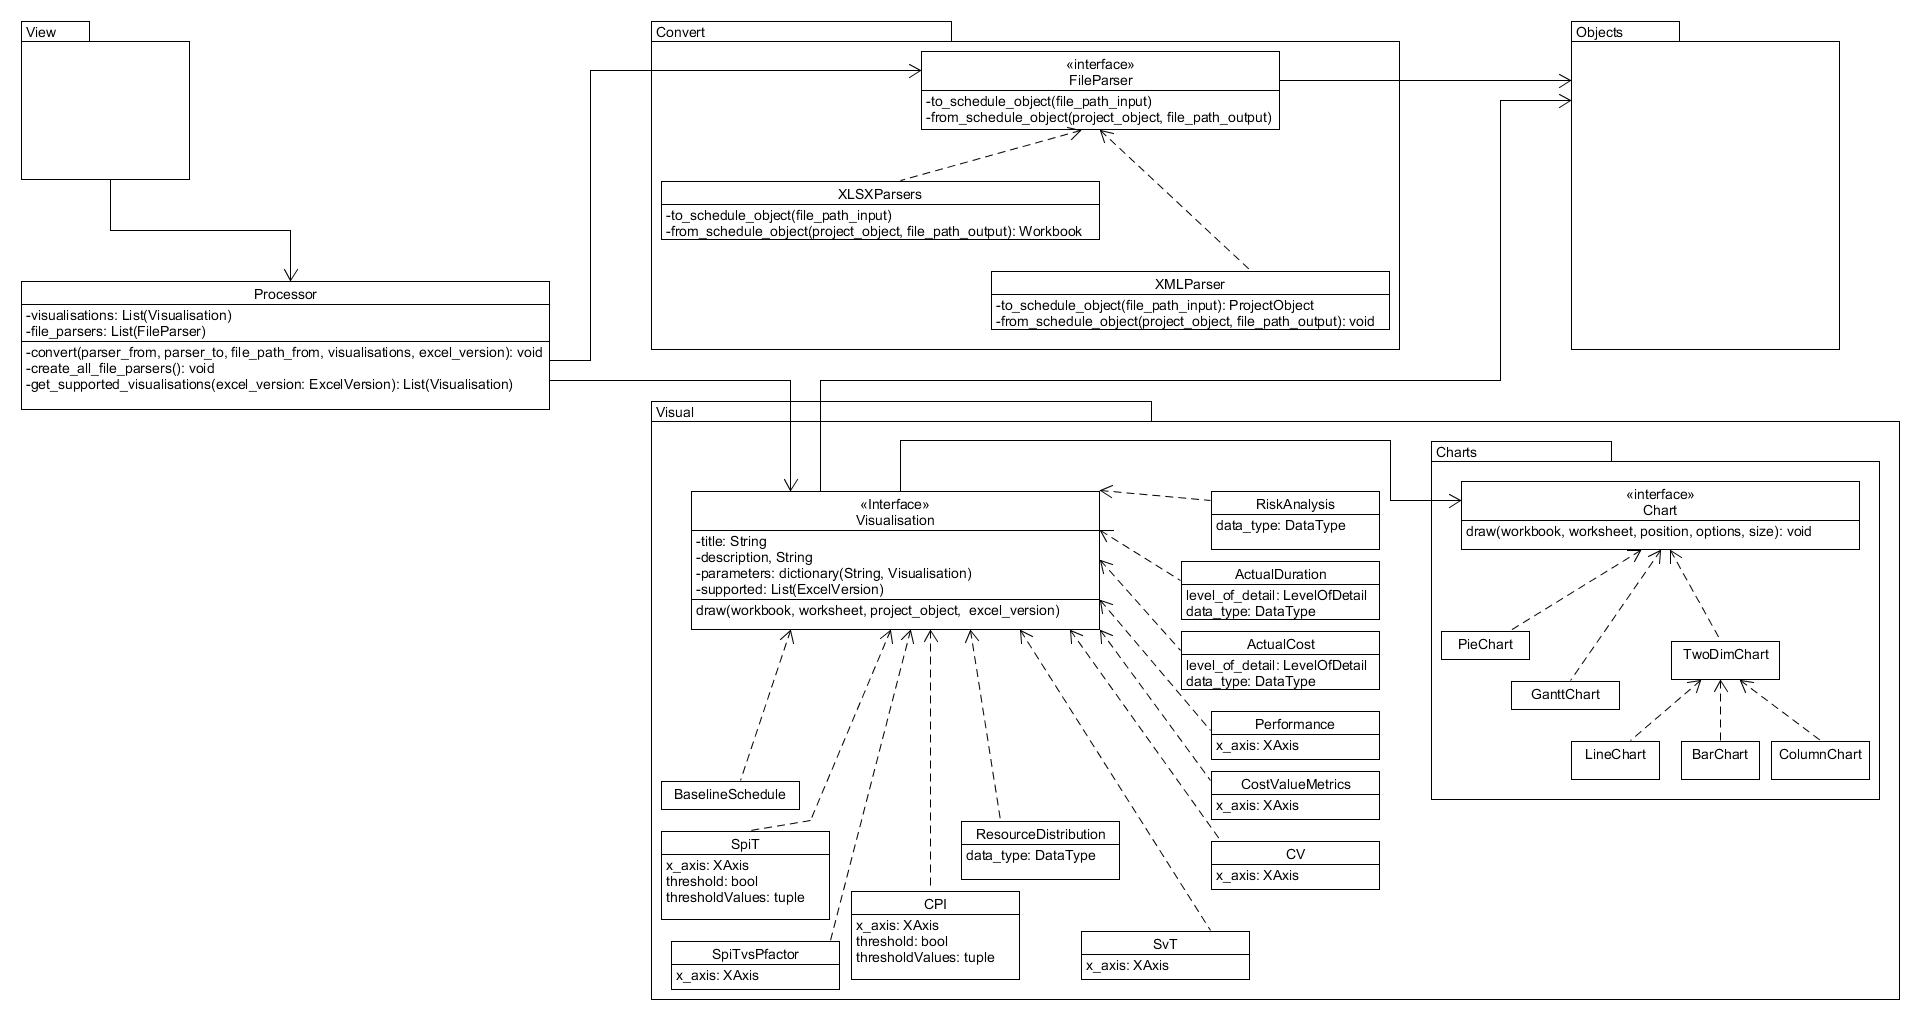 View
Convert
Objects
«interface»
FileParser
-to_schedule_object(file_path_input)
-from_schedule_object(project_object, file_path_output)
XLSXParsers
-to_schedule_object(file_path_input)
-from_schedule_object(project_object, file_path_output): Workbook
XMLParser
-to_schedule_object(file_path_input): ProjectObject
-from_schedule_object(project_object, file_path_output): void
Processor
-visualisations: List(Visualisation)
-file_parsers: List(FileParser)
-convert(parser_from, parser_to, file_path_from, visualisations, excel_version): void
-create_all_file_parsers(): void
-get_supported_visualisations(excel_version: ExcelVersion): List(Visualisation)
Visual
«Interface»
Visualisation
-title: String
-description, String
-parameters: dictionary(String, Visualisation)
-supported: List(ExcelVersion)
draw(workbook, worksheet, project_object,  excel_version)
RiskAnalysis
data_type: DataType
ActualDuration
level_of_detail: LevelOfDetail
data_type: DataType
ActualCost
level_of_detail: LevelOfDetail
data_type: DataType
Performance
x_axis: XAxis
CostValueMetrics
x_axis: XAxis
CV
x_axis: XAxis
BaselineSchedule
SpiT
x_axis: XAxis
threshold: bool
thresholdValues: tuple
SpiTvsPfactor
x_axis: XAxis
CPI
x_axis: XAxis
threshold: bool
thresholdValues: tuple
ResourceDistribution
data_type: DataType
SvT
x_axis: XAxis
Charts
«interface»
Chart
draw(workbook, worksheet, position, options, size): void
PieChart
GanttChart
TwoDimChart
LineChart
BarChart
ColumnChart